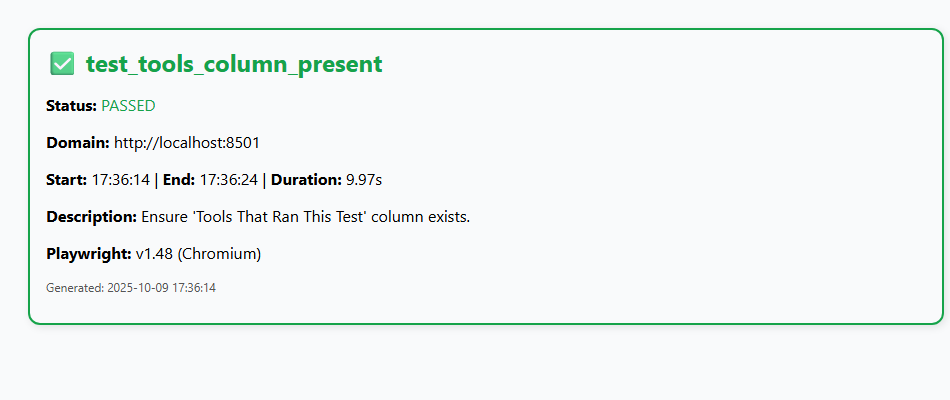 ✅ test_tools_column_present
Status: PASSED
Domain: http://localhost:8501
Start: 17:36:14 | End: 17:36:24 | Duration: 9.97s
Description: Ensure 'Tools That Ran This Test' column exists.
Playwright: v1.48 (Chromium)
Generated: 2025-10-09 17:36:14